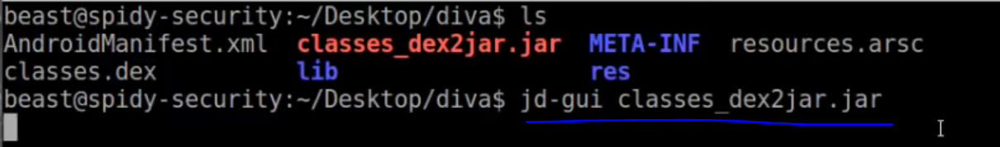 beast@spidy-security:~/Desktop/diva$ ls
AndroidManifest.xml  classes_dex2jar.jar  META-INF  resources.arsc
classes.dex          lib                  res
beast@spidy-security:~/Desktop/diva$ jd-gui classes_dex2jar.jar